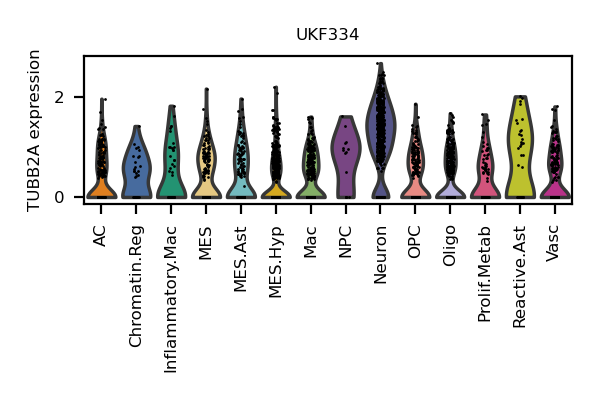 UKF334
TUBB2A expression
2
0
AC
Chromatin.Reg
Inflammatory.Mac
MES
MES.Ast
MES.Hyp
Mac
NPC
Neuron
OPC
Oligo
Prolif.Metab
Reactive.Ast
Vasc